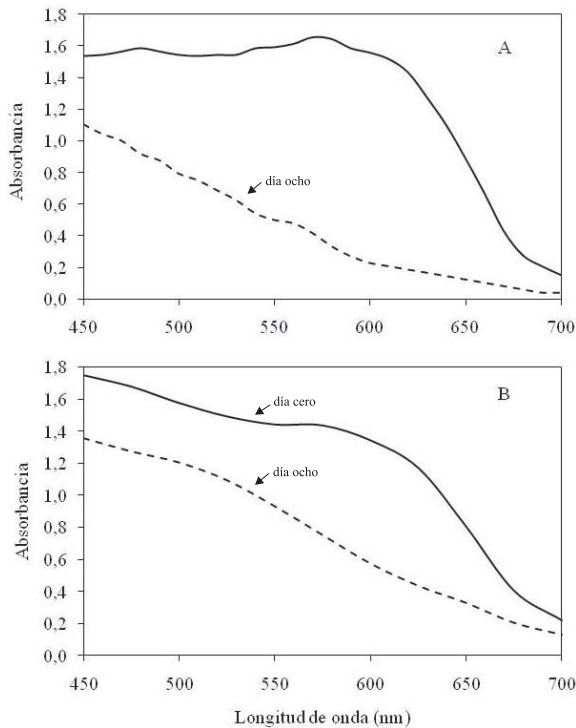 A
1,8
1,6
1,4
1,2
1,0
0,8
0,6
0,4
0,2
0,0
Absorbancia
día ocho
450 500 550 600 650 700
B
1,8
1,6
1,4
1,2
1,0
0,8
0,6
0,4
0,2
0,0
Absorbancia
día cero
día ocho
450 500 550 600 650 700
Longitud de onda (nm)